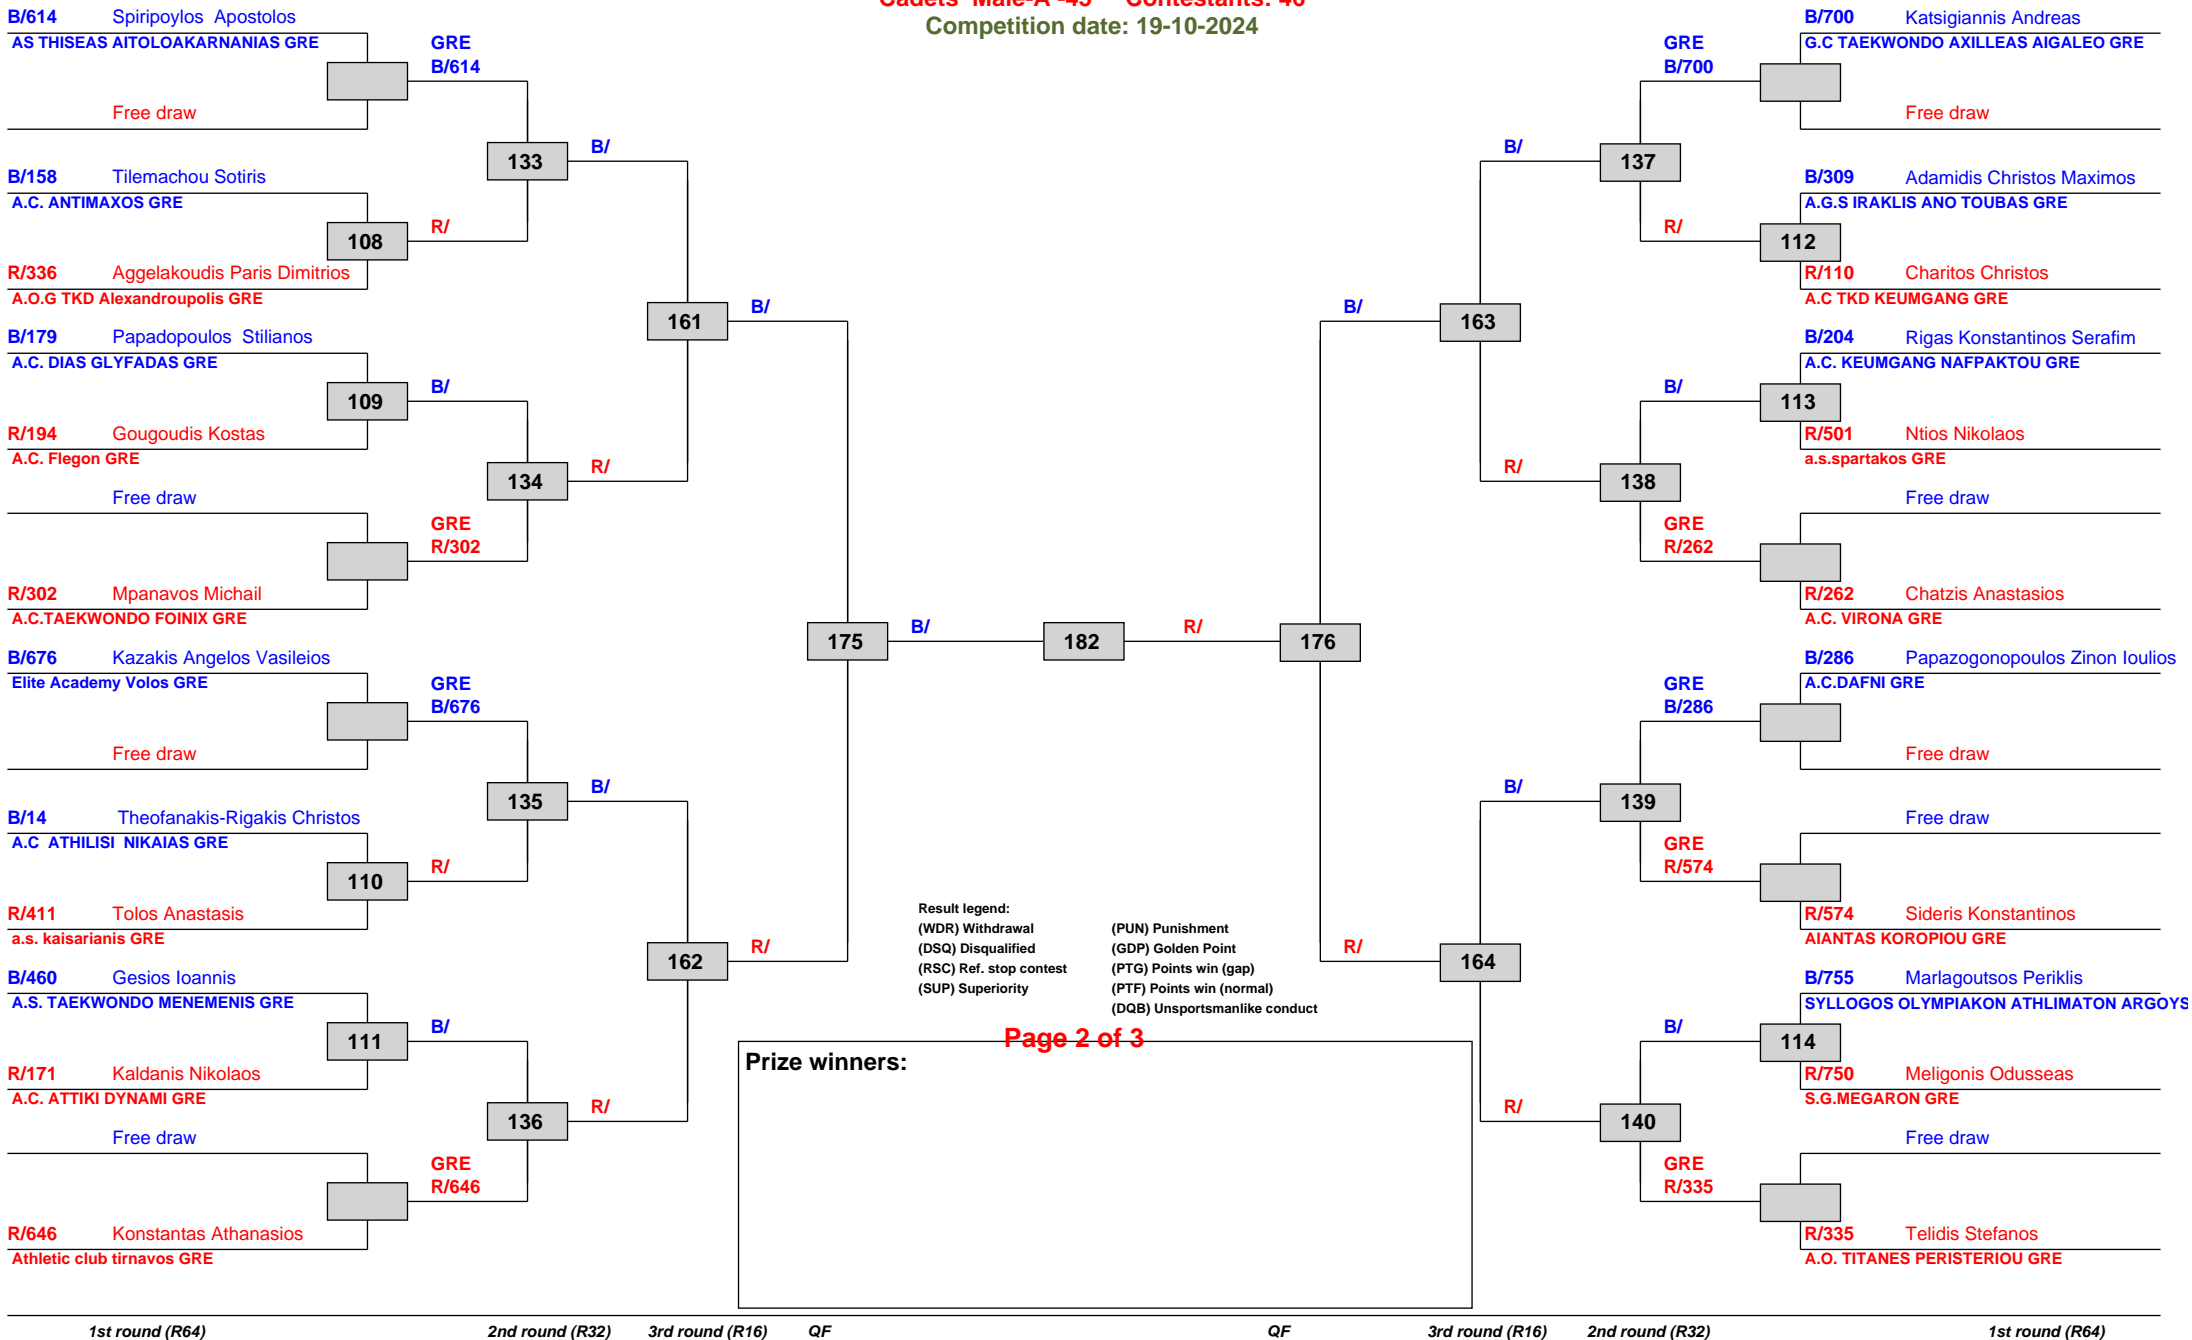 Cadets Male-A -45 Contestants: 46
Competition date: 19-10-2024
B/614 Spiripoylos Apostolos
AS THISEAS AITOLOAKARNANIAS GRE
GRE
B/614
Free draw
133
B/
B/158 Tilemachou Sotiris
A.C. ANTIMAXOS GRE
108
R/
R/336 Aggelakoudis Paris Dimitrios
A.O.G TKD Alexandroupolis GRE
161
B/
B/179 Papadopoulos Stilianos
A.C. DIAS GLYFADAS GRE
109
B/
R/194 Gougoudis Kostas
A.C. Flegon GRE
134
R/
Free draw
GRE
R/302
R/302 Mpanavos Michail
A.C.TAEKWONDO FOINIX GRE
175
B/
182
R/
176
B/676 Kazakis Angelos Vasileios
Elite Academy Volos GRE
GRE
B/676
Free draw
135
B/
B/14 Theofanakis-Rigakis Christos
A.C ATHILISI NIKAIAS GRE
110
R/
R/411 Tolos Anastasis
a.s. kaisarianis GRE
162
R/
B/460 Gesios Ioannis
A.S. TAEKWONDO MENEMENIS GRE
111
B/
R/171 Kaldanis Nikolaos
A.C. ATTIKI DYNAMI GRE
136
R/
Free draw
GRE
R/646
R/646 Konstantas Athanasios
Athletic club tirnavos GRE
B/700 Katsigiannis Andreas
G.C TAEKWONDO AXILLEAS AIGALEO GRE
GRE
B/700
Free draw
B/
137
B/309 Adamidis Christos Maximos
A.G.S IRAKLIS ANO TOUBAS GRE
R/
112
R/110 Charitos Christos
A.C TKD KEUMGANG GRE
B/
163
B/204 Rigas Konstantinos Serafim
A.C. KEUMGANG NAFPAKTOU GRE
B/
113
R/501 Ntios Nikolaos
a.s.spartakos GRE
R/
138
Free draw
GRE
R/262
R/262 Chatzis Anastasios
A.C. VIRONA GRE
B/286 Papazogonopoulos Zinon Ioulios
A.C.DAFNI GRE
GRE
B/286
Free draw
B/
139
Free draw
GRE
R/574
R/574 Sideris Konstantinos
AIANTAS KOROPIOU GRE
R/
164
B/755 Marlagoutsos Periklis
SYLLOGOS OLYMPIAKON ATHLIMATON ARGOYS
B/
114
R/750 Meligonis Odusseas
S.G.MEGARON GRE
R/
140
Free draw
GRE
R/335
R/335 Telidis Stefanos
A.O. TITANES PERISTERIOU GRE
Result legend:
(WDR) Withdrawal (PUN) Punishment
(DSQ) Disqualified (GDP) Golden Point
(RSC) Ref. stop contest (PTG) Points win (gap)
(SUP) Superiority (PTF) Points win (normal)
(DQB) Unsportsmanlike conduct
Page 2 of 3
Prize winners:
1st round (R64) 2nd round (R32) 3rd round (R16) QF QF 3rd round (R16) 2nd round (R32) 1st round (R64)